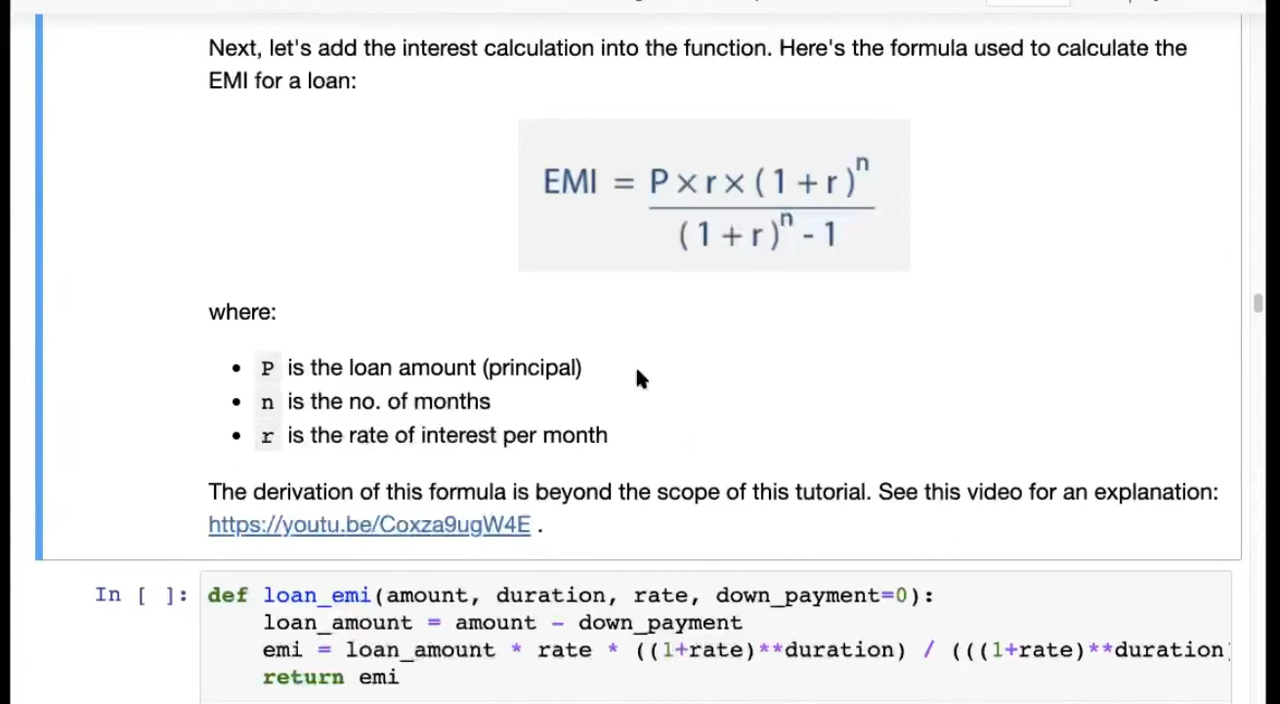 Next, let's add the interest calculation into the function. Here's the formula used to calculate the
EMI for a loan:
EMI = P × r × ( 1 + r )^n
( 1 + r )^n - 1
where:
• P is the loan amount (principal)
• n is the no. of months
• r is the rate of interest per month
The derivation of this formula is beyond the scope of this tutorial. See this video for an explanation:
https://youtu.be/Coxza9ugW4E .
In [ ]: def loan_emi(amount, duration, rate, down_payment=0):
loan_amount = amount - down_payment
emi = loan_amount * rate * ((1+rate)**duration) / (((1+rate)**duration)
return emi